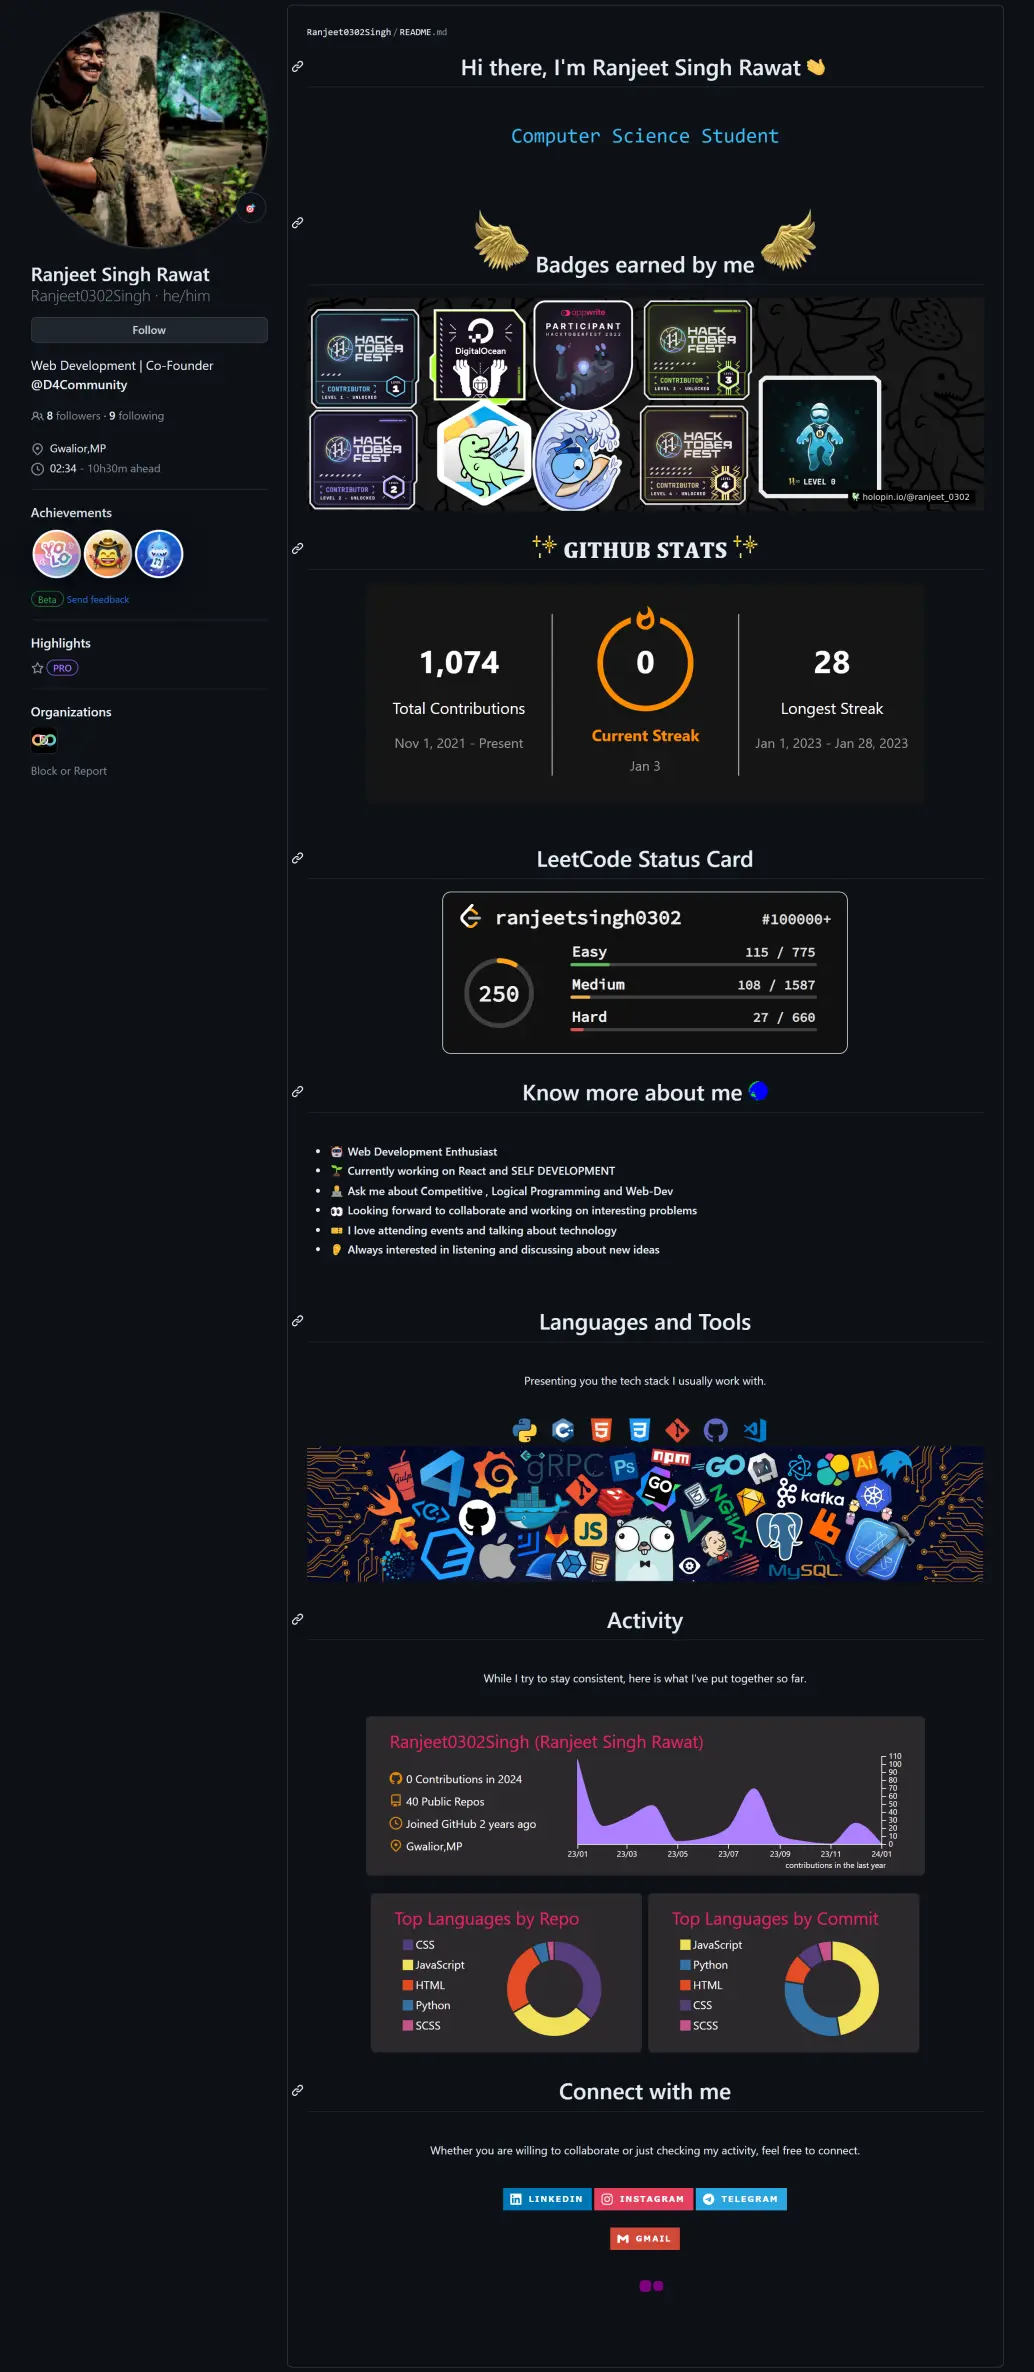 Ranjeet Singh Rawat
Ranjeet0302Singh · he/him
Follow
Web Development | Co-Founder
@D4Community
8 followers · 9 following
Gwalior,MP
02:34 - 10h30m ahead
Achievements
YOLO
Beta Send feedback
Highlights
PRO
Organizations
Block or Report
Ranjeet0302Singh / README.md
Hi there, I'm Ranjeet Singh Rawat
Computer Science Student
Badges earned by me
HACKTOBERFEST
CONTRIBUTOR
LEVEL 1 - UNLOCKED
1
DigitalOcean
appwrite
PARTICIPANT
HACKTOBERFEST 2022
HACKTOBERFEST
CONTRIBUTOR
LEVEL 3 - UNLOCKED
3
HACKTOBERFEST
CONTRIBUTOR
LEVEL 2 - UNLOCKED
2
HACKTOBERFEST
CONTRIBUTOR
LEVEL 4 - UNLOCKED
4
LEVEL 0
holopin.io/@ranjeet_0302
GITHUB STATS
1,074
Total Contributions
Nov 1, 2021 - Present
0
Current Streak
Jan 3
28
Longest Streak
Jan 1, 2023 - Jan 28, 2023
LeetCode Status Card
ranjeetsingh0302 #100000+
250
Easy 115 / 775
Medium 108 / 1587
Hard 27 / 660
Know more about me
• Web Development Enthusiast
• Currently working on React and SELF DEVELOPMENT
• Ask me about Competitive , Logical Programming and Web-Dev
• Looking forward to collaborate and working on interesting problems
• I love attending events and talking about technology
• Always interested in listening and discussing about new ideas
Languages and Tools
Presenting you the tech stack I usually work with.
Gulp
gRPC
Ps
npm
GO
GO
Ai
kafka
NGINX
JS
MySQL
Activity
While I try to stay consistent, here is what I've put together so far.
Ranjeet0302Singh (Ranjeet Singh Rawat)
0 Contributions in 2024
40 Public Repos
Joined GitHub 2 years ago
Gwalior,MP
110
100
90
80
70
60
50
40
30
20
10
0
23/01 23/03 23/05 23/07 23/09 23/11 24/01
contributions in the last year
Top Languages by Repo
CSS
JavaScript
HTML
Python
SCSS
Top Languages by Commit
JavaScript
Python
HTML
CSS
SCSS
Connect with me
Whether you are willing to collaborate or just checking my activity, feel free to connect.
LINKEDIN INSTAGRAM TELEGRAM
GMAIL